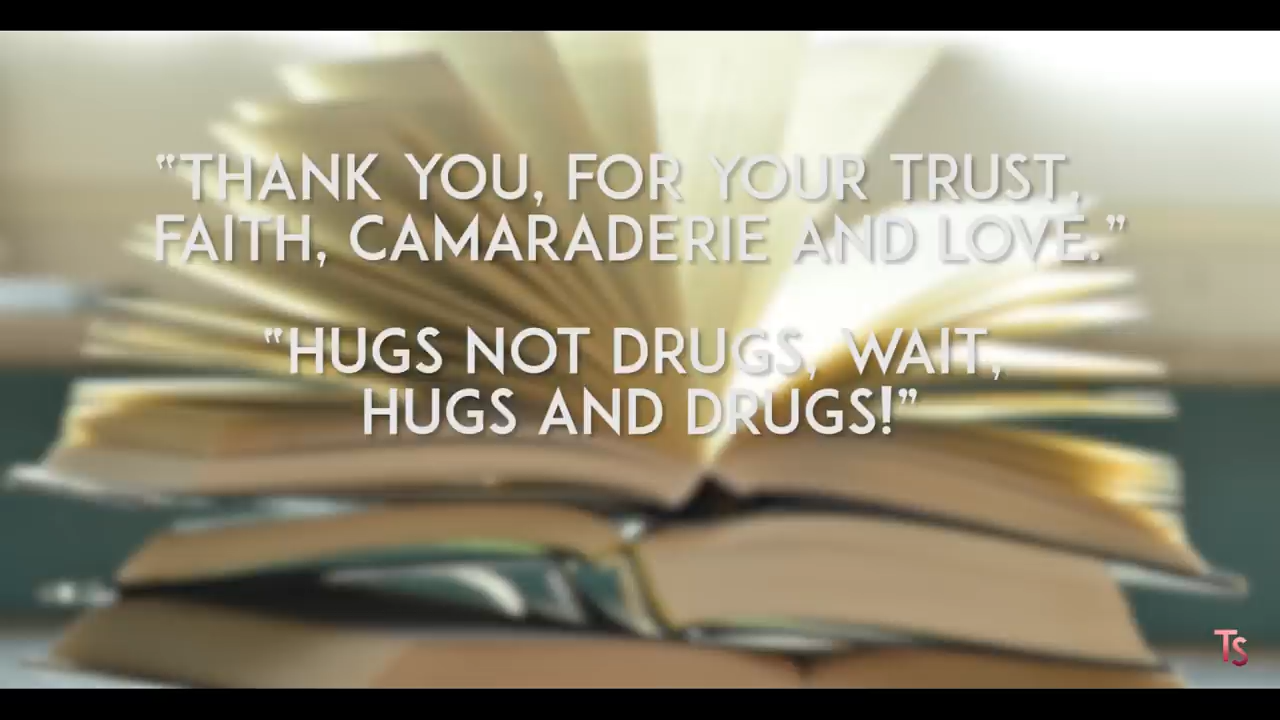 “THANK YOU, FOR YOUR TRUST,
FAITH, CAMARADERIE AND LOVE.”
“HUGS NOT DRUGS, WAIT,
HUGS AND DRUGS!”
TS